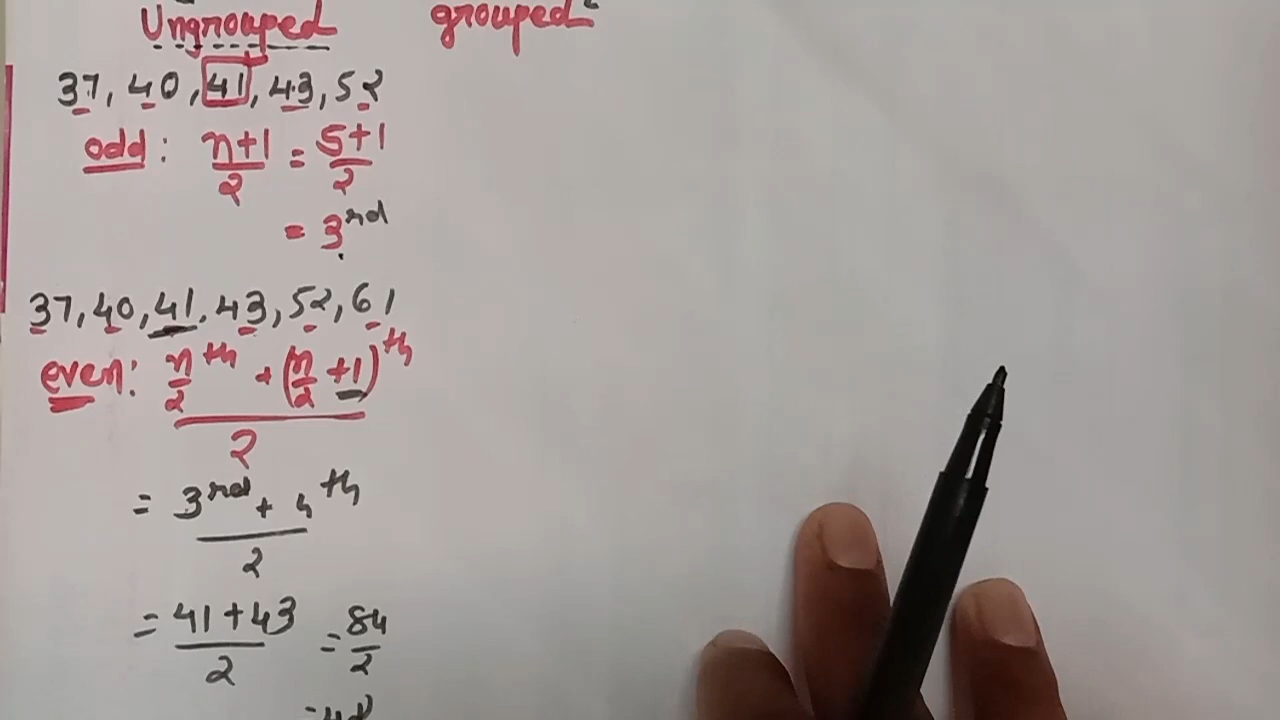 Ungrouped grouped
37, 40, 41, 43, 52
odd: n+1/2 = 5+1/2
= 3rd
37, 40, 41, 43, 52, 61
even: n/2 th + (n/2 +1)th
2
= 3rd + 4th
2
= 41+43/2 = 84/2